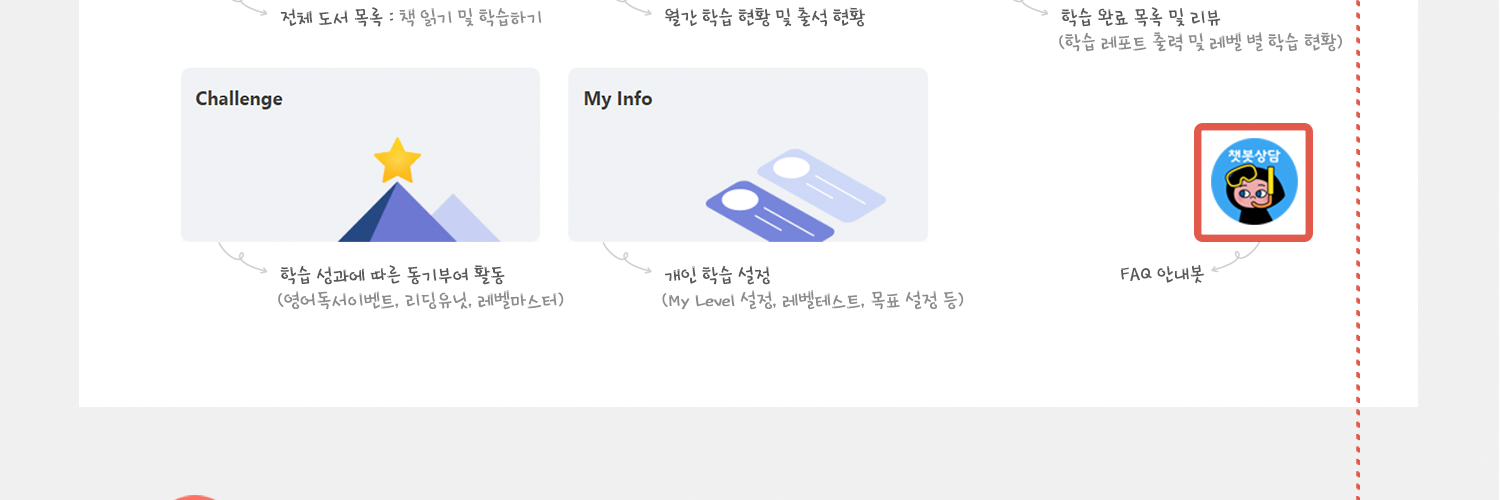 전체 도서 목록 : 책 읽기 및 학습하기
월간 학습 현황 및 출석 현황
학습 완료 목록 및 리뷰
(학습 레포트 출력 및 레벨 별 학습 현황)
Challenge
My Info
챗봇상담
학습 성과에 따른 동기부여 활동
(영어독서이벤트, 리딩유닛, 레벨마스터)
개인 학습 설정
(My Level 설정, 레벨테스트, 목표 설정 등)
FAQ 안내봇